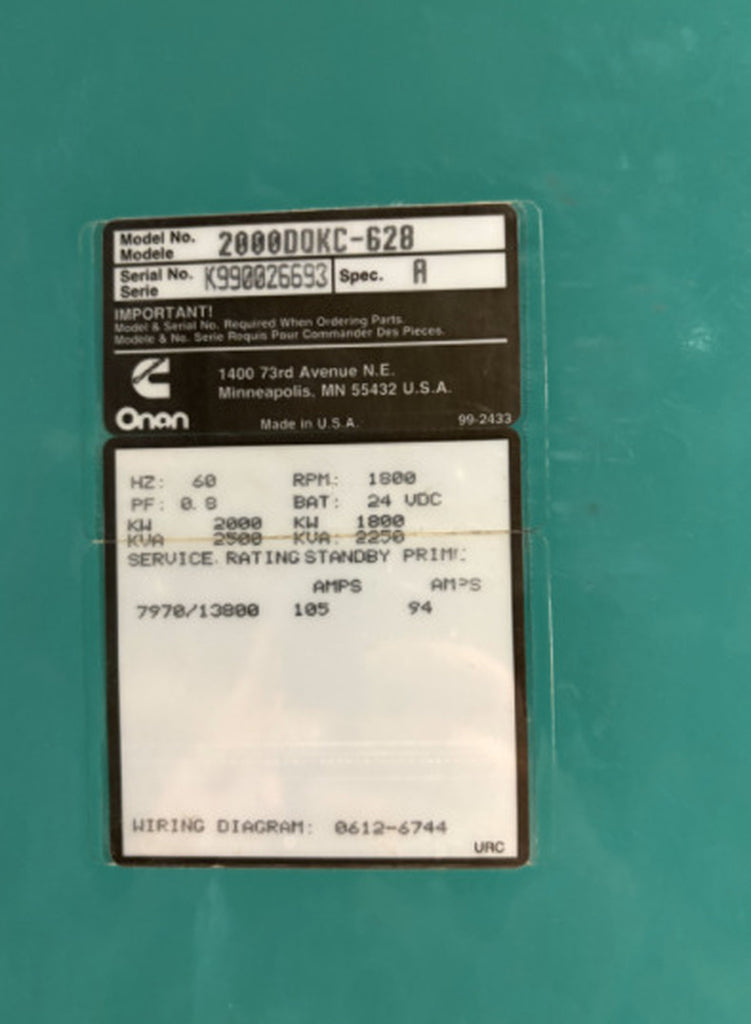 Model No. 2000DQKC-628
Modele
Serial No. K990026693 Spec. A
Serie
IMPORTANT!
Model & Serial No. Required When Ordering Parts.
Modele & No. Serie Requis Pour Commander Des Pieces.
1400 73rd Avenue N.E.
Minneapolis, MN 55432 U.S.A.
Onan Made in U.S.A. 99-2433
HZ: 60 RPM: 1800
PF: 0.8 BAT: 24 VDC
KW 2000 KW 1800
KVA 2500 KVA: 2250
SERVICE RATING STANDBY PRIME
AMPS AMPS
7970/13800 105 94
WIRING DIAGRAM: 0612-6744
URC